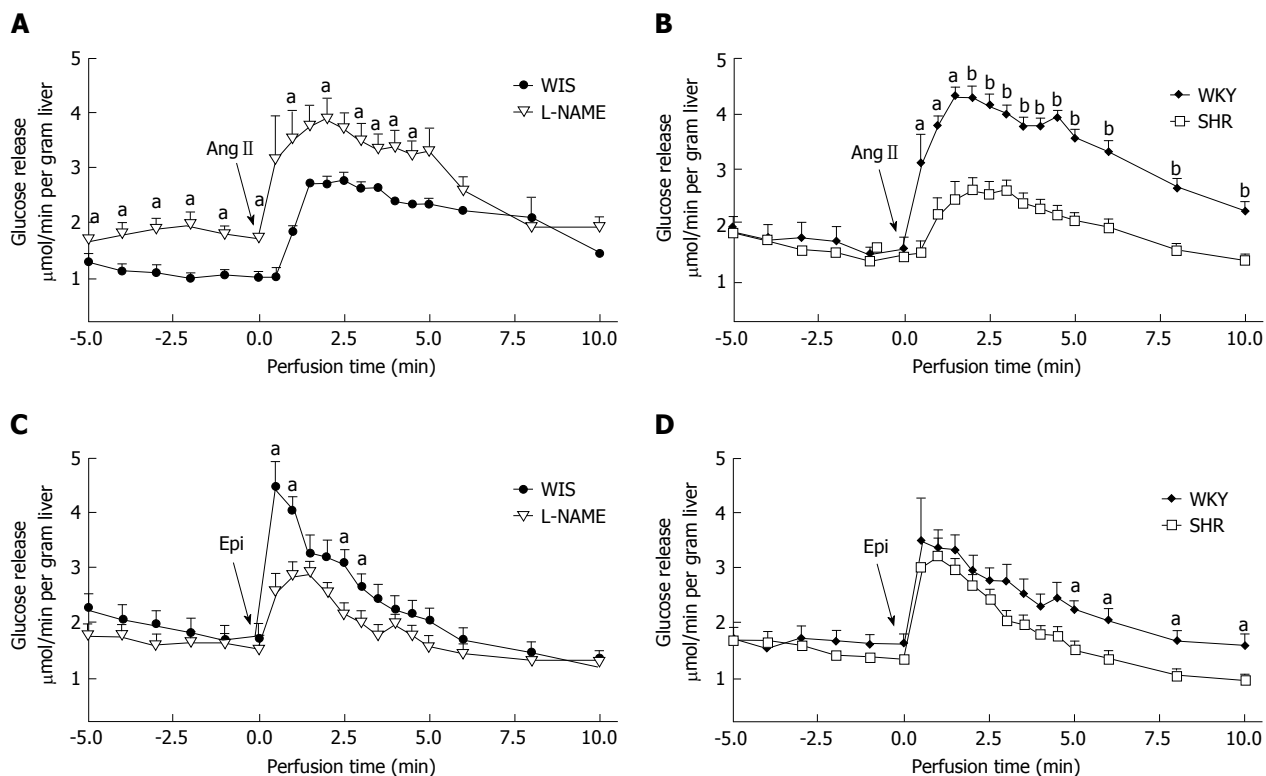 A
Glucose release
μmol/min per gram liver
5
4
3
2
1
WIS
L-NAME
Ang II
a a a a a a a a a a a a
-5.0 -2.5 0.0 2.5 5.0 7.5 10.0
Perfusion time (min)
B
Glucose release
μmol/min per gram liver
5
4
3
2
1
WKY
SHR
Ang II
a a a b b b b b b b b b b
-5.0 -2.5 0.0 2.5 5.0 7.5 10.0
Perfusion time (min)
C
Glucose release
μmol/min per gram liver
5
4
3
2
1
WIS
L-NAME
Epi
a a a a
-5.0 -2.5 0.0 2.5 5.0 7.5 10.0
Perfusion time (min)
D
Glucose release
μmol/min per gram liver
5
4
3
2
1
WKY
SHR
Epi
a a a a
-5.0 -2.5 0.0 2.5 5.0 7.5 10.0
Perfusion time (min)